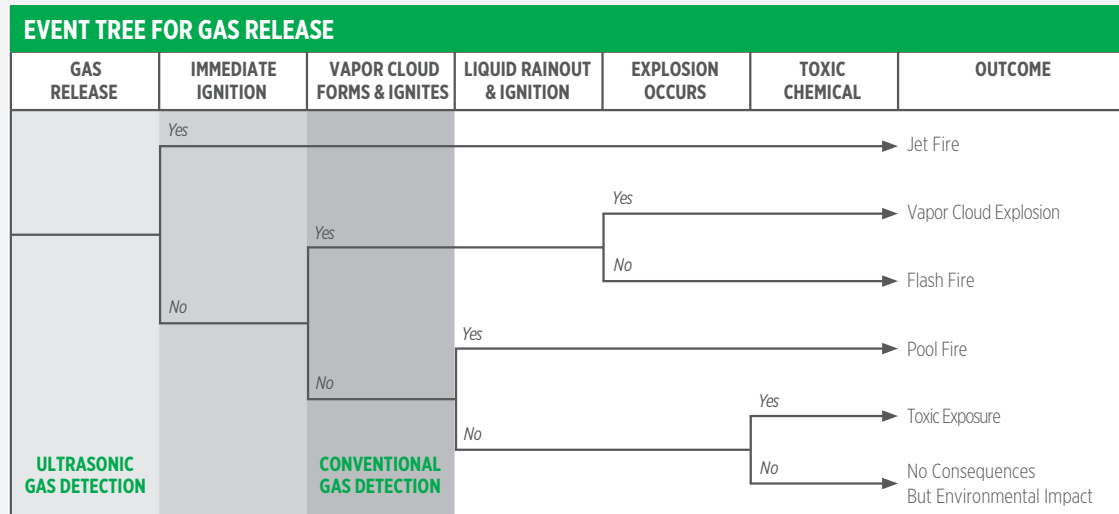 EVENT TREE FOR GAS RELEASE
GAS
RELEASE
IMMEDIATE
IGNITION
VAPOR CLOUD
FORMS & IGNITES
LIQUID RAINOUT
& IGNITION
EXPLOSION
OCCURS
TOXIC
CHEMICAL
OUTCOME
Yes
Jet Fire
Yes
Vapor Cloud Explosion
Yes
No
Flash Fire
No
Yes
Pool Fire
No
Yes
Toxic Exposure
No
ULTRASONIC
GAS DETECTION
CONVENTIONAL
GAS DETECTION
No
No Consequences
But Environmental Impact